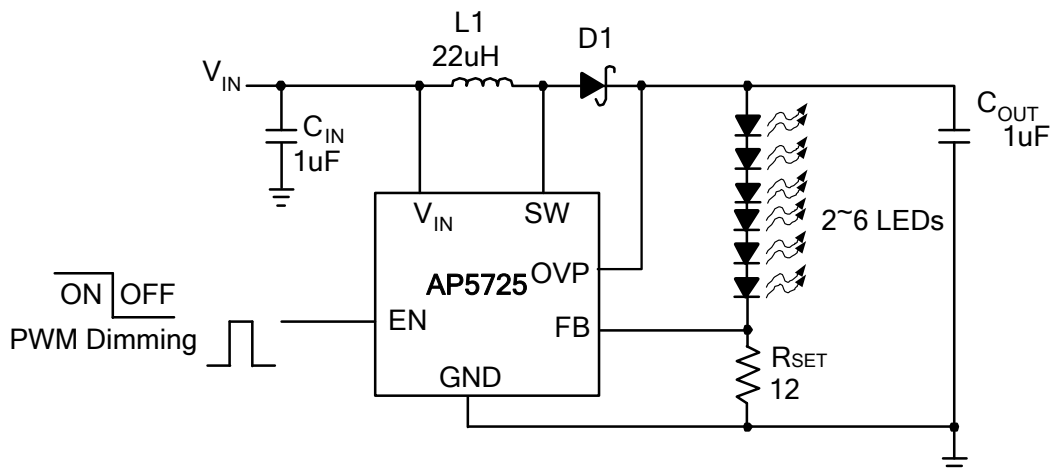 L1
22uH
D1
VIN
CIN
1uF
COUT
1uF
VIN
SW
2~6 LEDs
AP5725
OVP
ON
OFF
EN
FB
PWM Dimming
GND
RSET
12